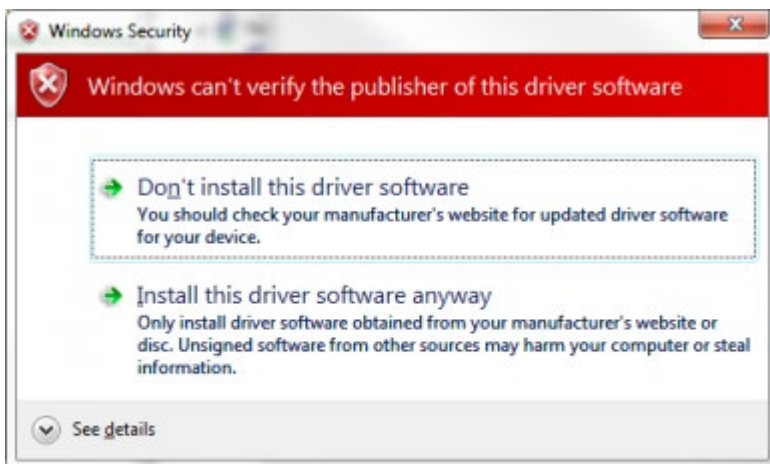 Windows Security
Windows can't verify the publisher of this driver software
Don't install this driver software
You should check your manufacturer's website for updated driver software
for your device.
Install this driver software anyway
Only install driver software obtained from your manufacturer's website or
disc. Unsigned software from other sources may harm your computer or steal
information.
See details